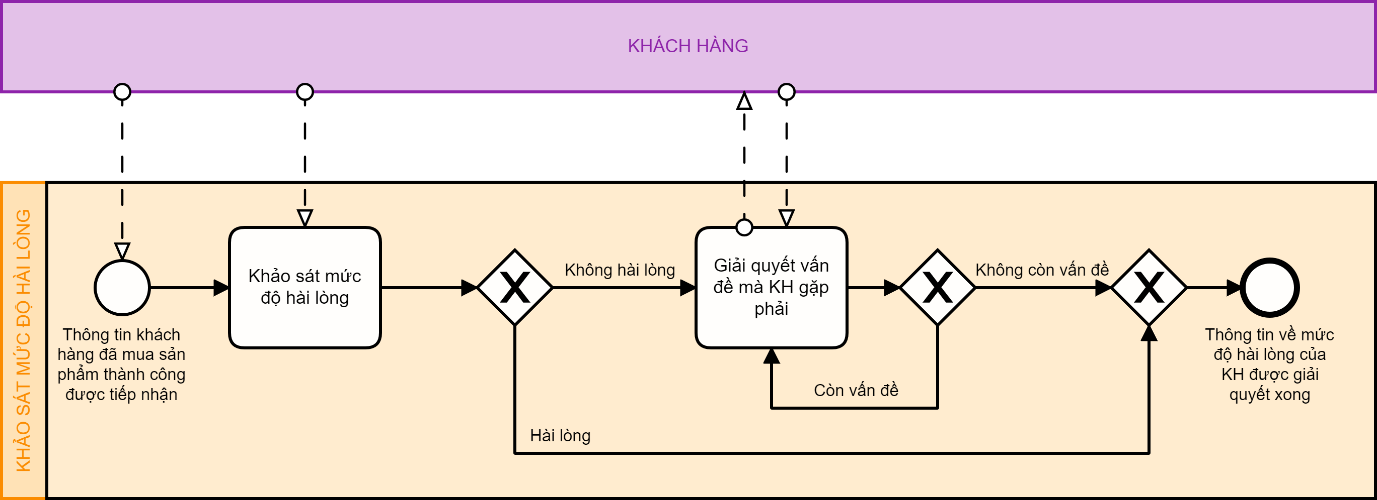 KHÁCH HÀNG
KHẢO SÁT MỨC ĐỘ HÀI LÒNG
Thông tin khách
hàng đã mua sản
phẩm thành công
được tiếp nhận
Khảo sát mức
độ hài lòng
Không hài lòng
Hài lòng
Giải quyết vấn
đề mà KH gặp
phải
Còn vấn đề
Không còn vấn đề
Thông tin về mức
độ hài lòng của
KH được giải
quyết xong